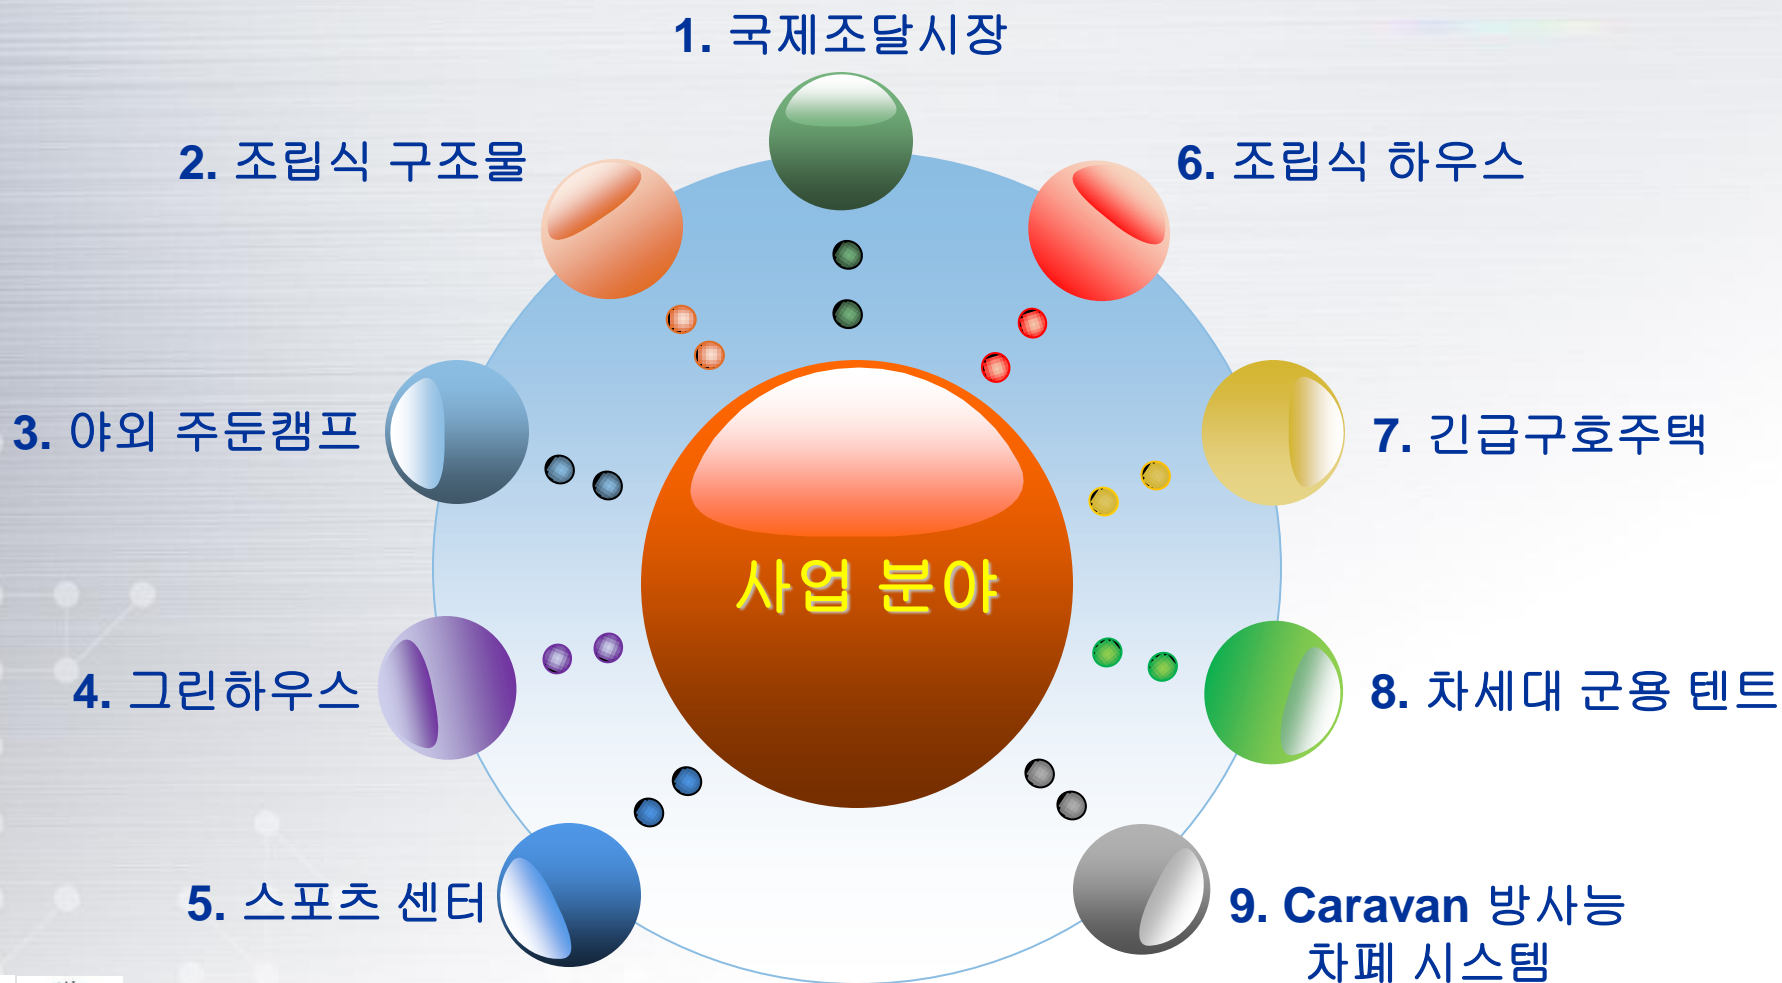 1. 국제조달시장
2. 조립식 구조물
6. 조립식 하우스
3. 야외 주둔캠프
7. 긴급구호주택
사업 분야
4. 그린하우스
8. 차세대 군용 텐트
5. 스포츠 센터
9. Caravan 방사능
차폐 시스템